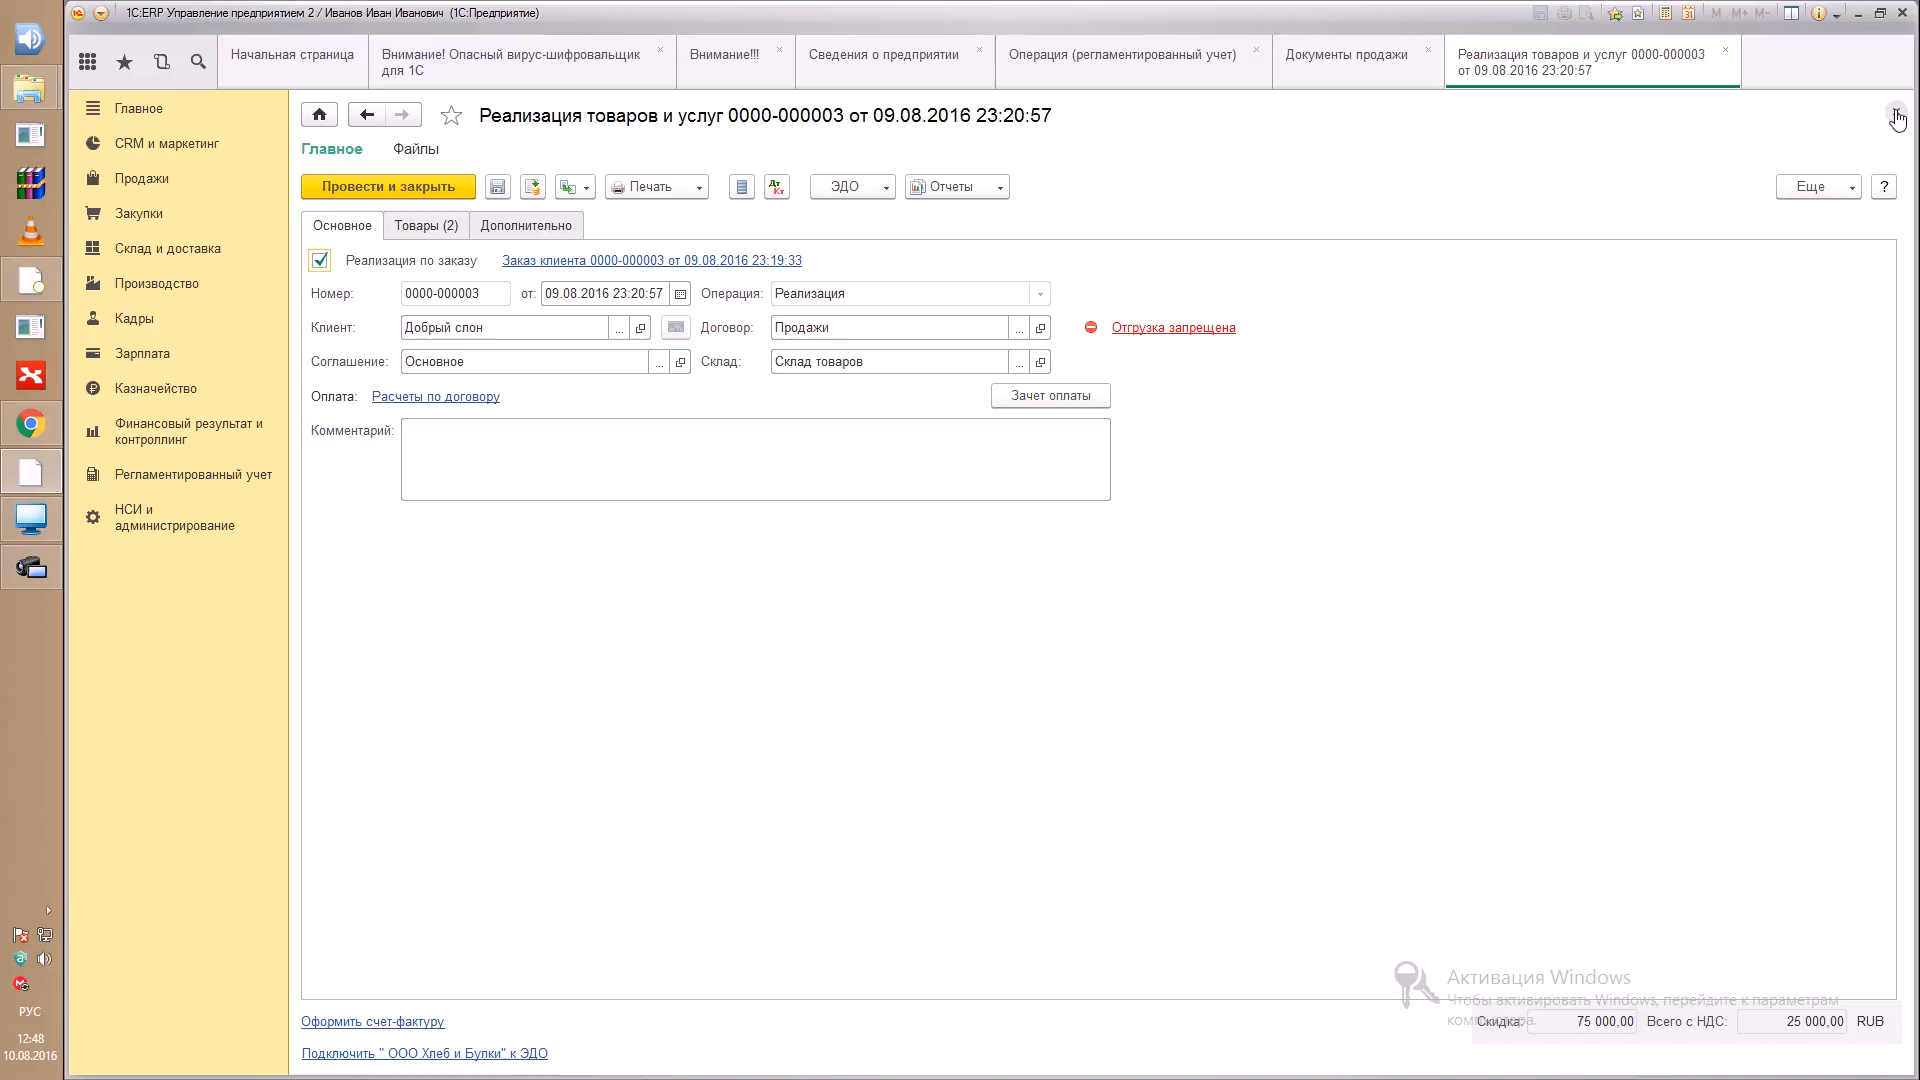 1С:ERP Управление предприятием 2 / Иванов Иван Иванович (1С:Предприятие)
M M+ M-
Начальная страница
Внимание! Опасный вирус-шифровальщик
для 1С
Внимание!!!
Сведения о предприятии
Операция (регламентированный учет)
Документы продажи
Реализация товаров и услуг 0000-000003
от 09.08.2016 23:20:57
Главное
CRM и маркетинг
Продажи
Закупки
Склад и доставка
Производство
Кадры
Зарплата
Казначейство
Финансовый результат и
контроллинг
Регламентированный учет
НСИ и
администрирование
Реализация товаров и услуг 0000-000003 от 09.08.2016 23:20:57
Главное Файлы
Провести и закрыть
Печать
Дт
Кт
ЭДО
Отчеты
Еще
?
Основное Товары (2) Дополнительно
Реализация по заказу Заказ клиента 0000-000003 от 09.08.2016 23:19:33
Номер: 0000-000003 от: 09.08.2016 23:20:57 Операция: Реализация
Клиент: Добрый слон ... Договор: Продажи ... Отгрузка запрещена
Соглашение: Основное ... Склад: Склад товаров ...
Оплата: Расчеты по договору Зачет оплаты
Комментарий:
Активация Windows
Чтобы активировать Windows, перейдите к параметрам
компьютера.
Оформить счет-фактуру
Скидка: 75 000,00 Всего с НДС: 25 000,00 RUB
Подключить " ООО Хлеб и Булки" к ЭДО
РУС
12:48
10.08.2016